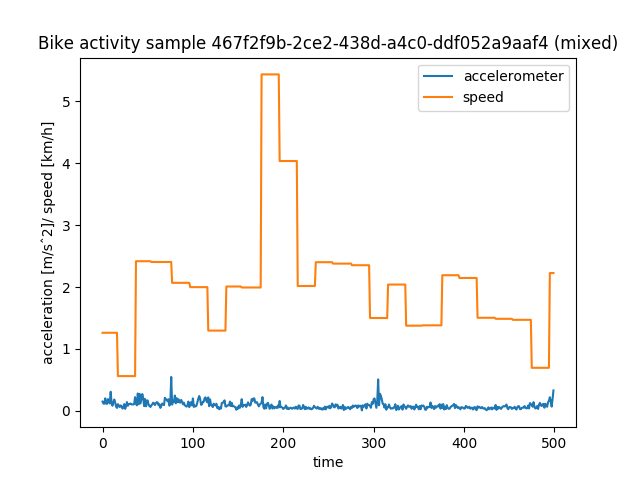 Bike activity sample 467f2f9b-2ce2-438d-a4c0-ddf052a9aaf4 (mixed)
accelerometer
speed
acceleration [m/s^2]/ speed [km/h]
5
4
3
2
1
0
0 100 200 300 400 500
time